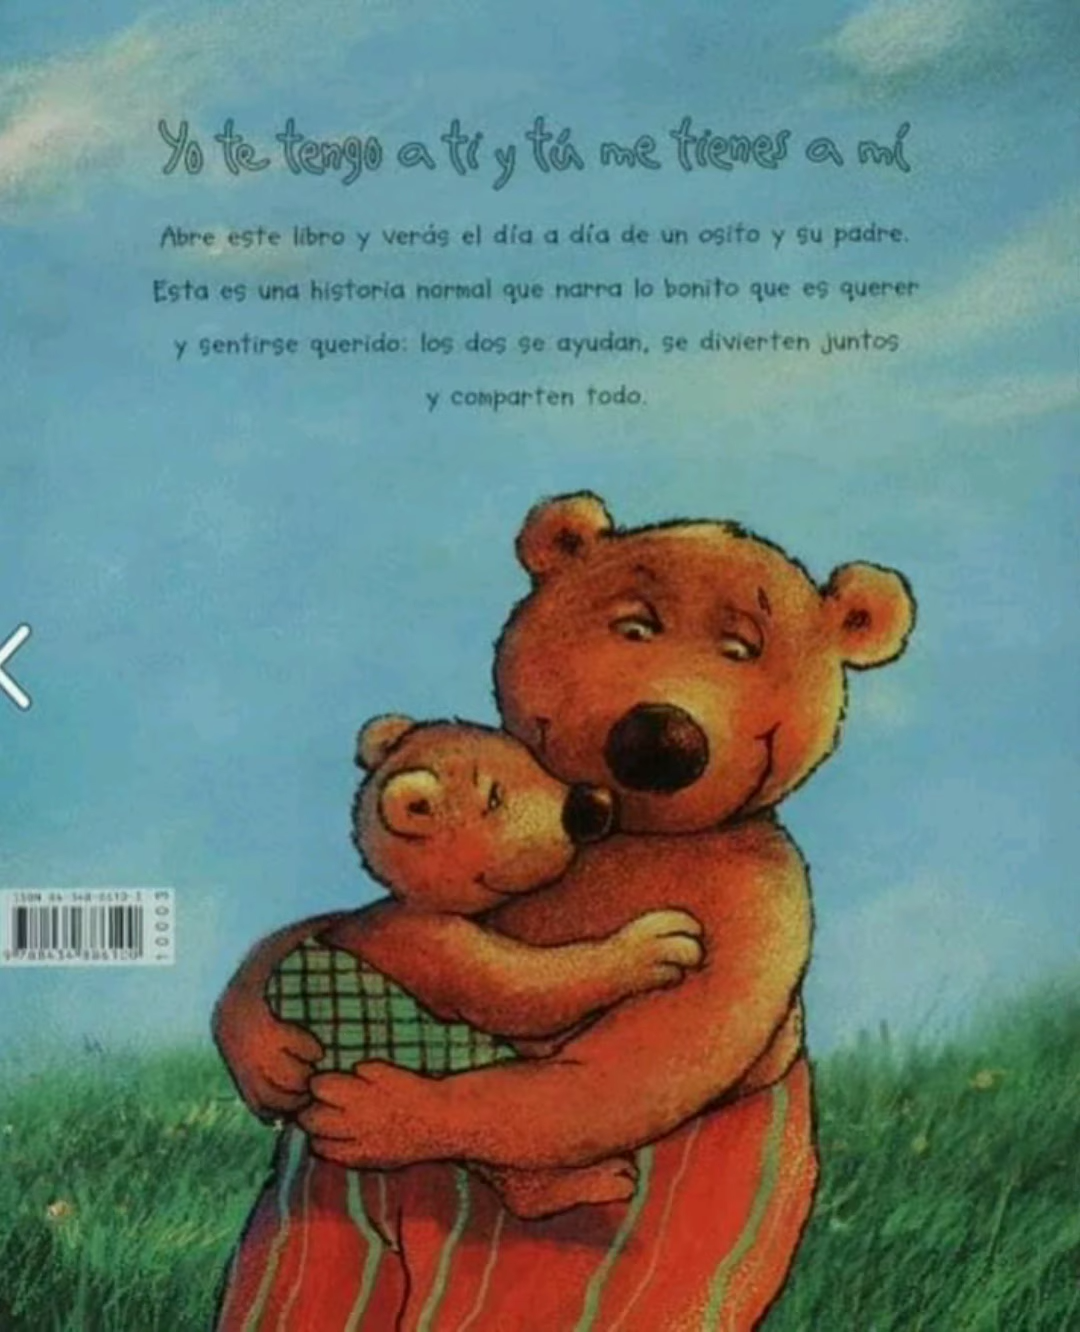 Yo te tengo a ti y tú me tienes a mí
Abre este libro y verás el día a día de un osito y su padre.
Esta es una historia normal que narra lo bonito que es querer
y sentirse querido: los dos se ayudan, se divierten juntos
y comparten todo.
ISBN
10003